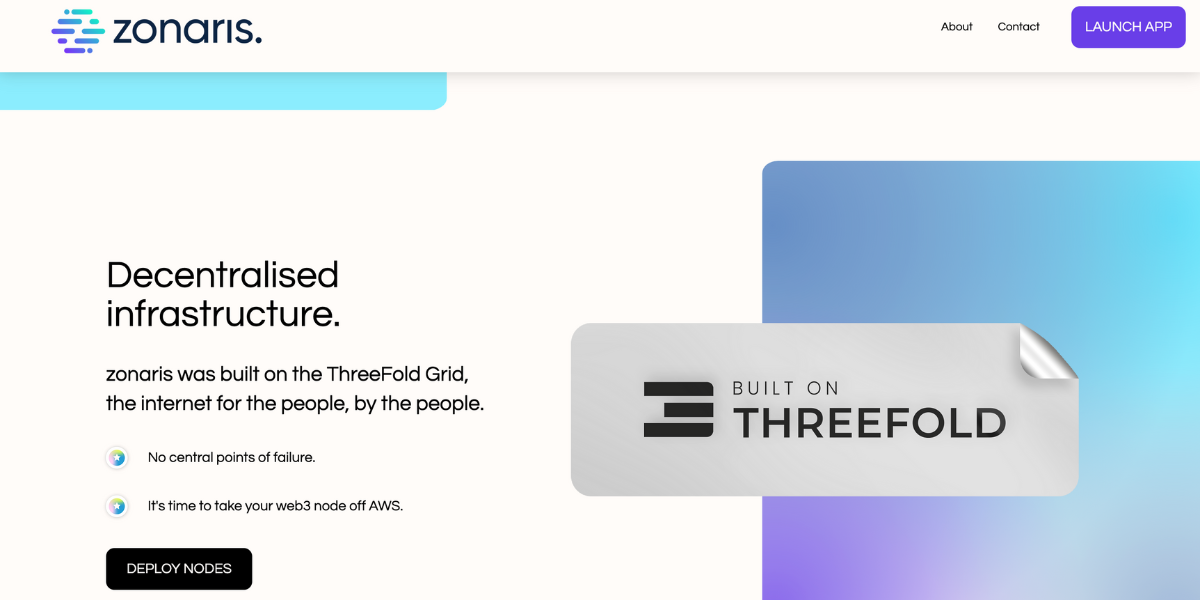 zonaris.
About
Contact
LAUNCH APP
Decentralised
infrastructure.
zonaris was built on the ThreeFold Grid,
the internet for the people, by the people.
No central points of failure.
It's time to take your web3 node off AWS.
DEPLOY NODES
BUILT ON
THREEFOLD